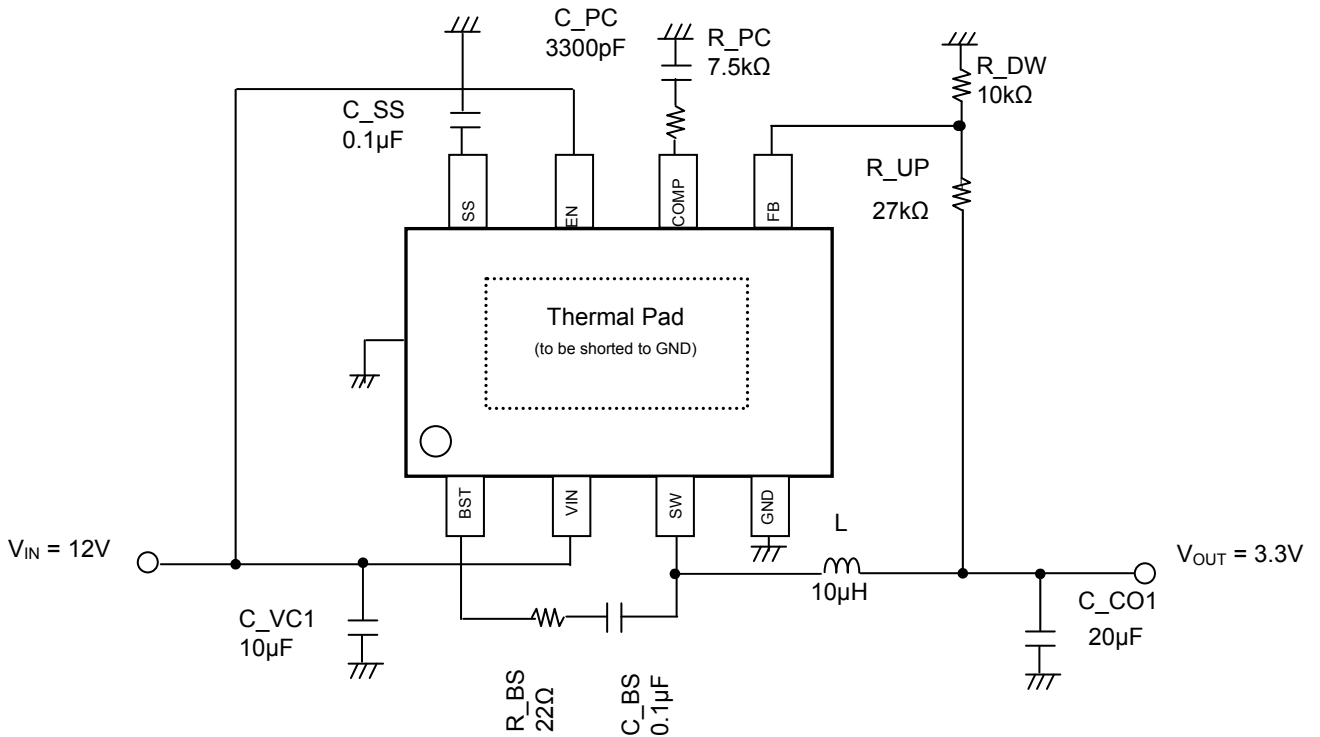 C_PC
3300pF
R_PC
7.5kΩ
R_DW
10kΩ
C_SS
0.1µF
R_UP
27kΩ
SS
EN
COMP
FB
Thermal Pad
(to be shorted to GND)
BST
VIN
SW
GND
L
10µH
VIN = 12V
VOUT = 3.3V
C_VC1
10µF
C_CO1
20µF
R_BS
22Ω
C_BS
0.1µF